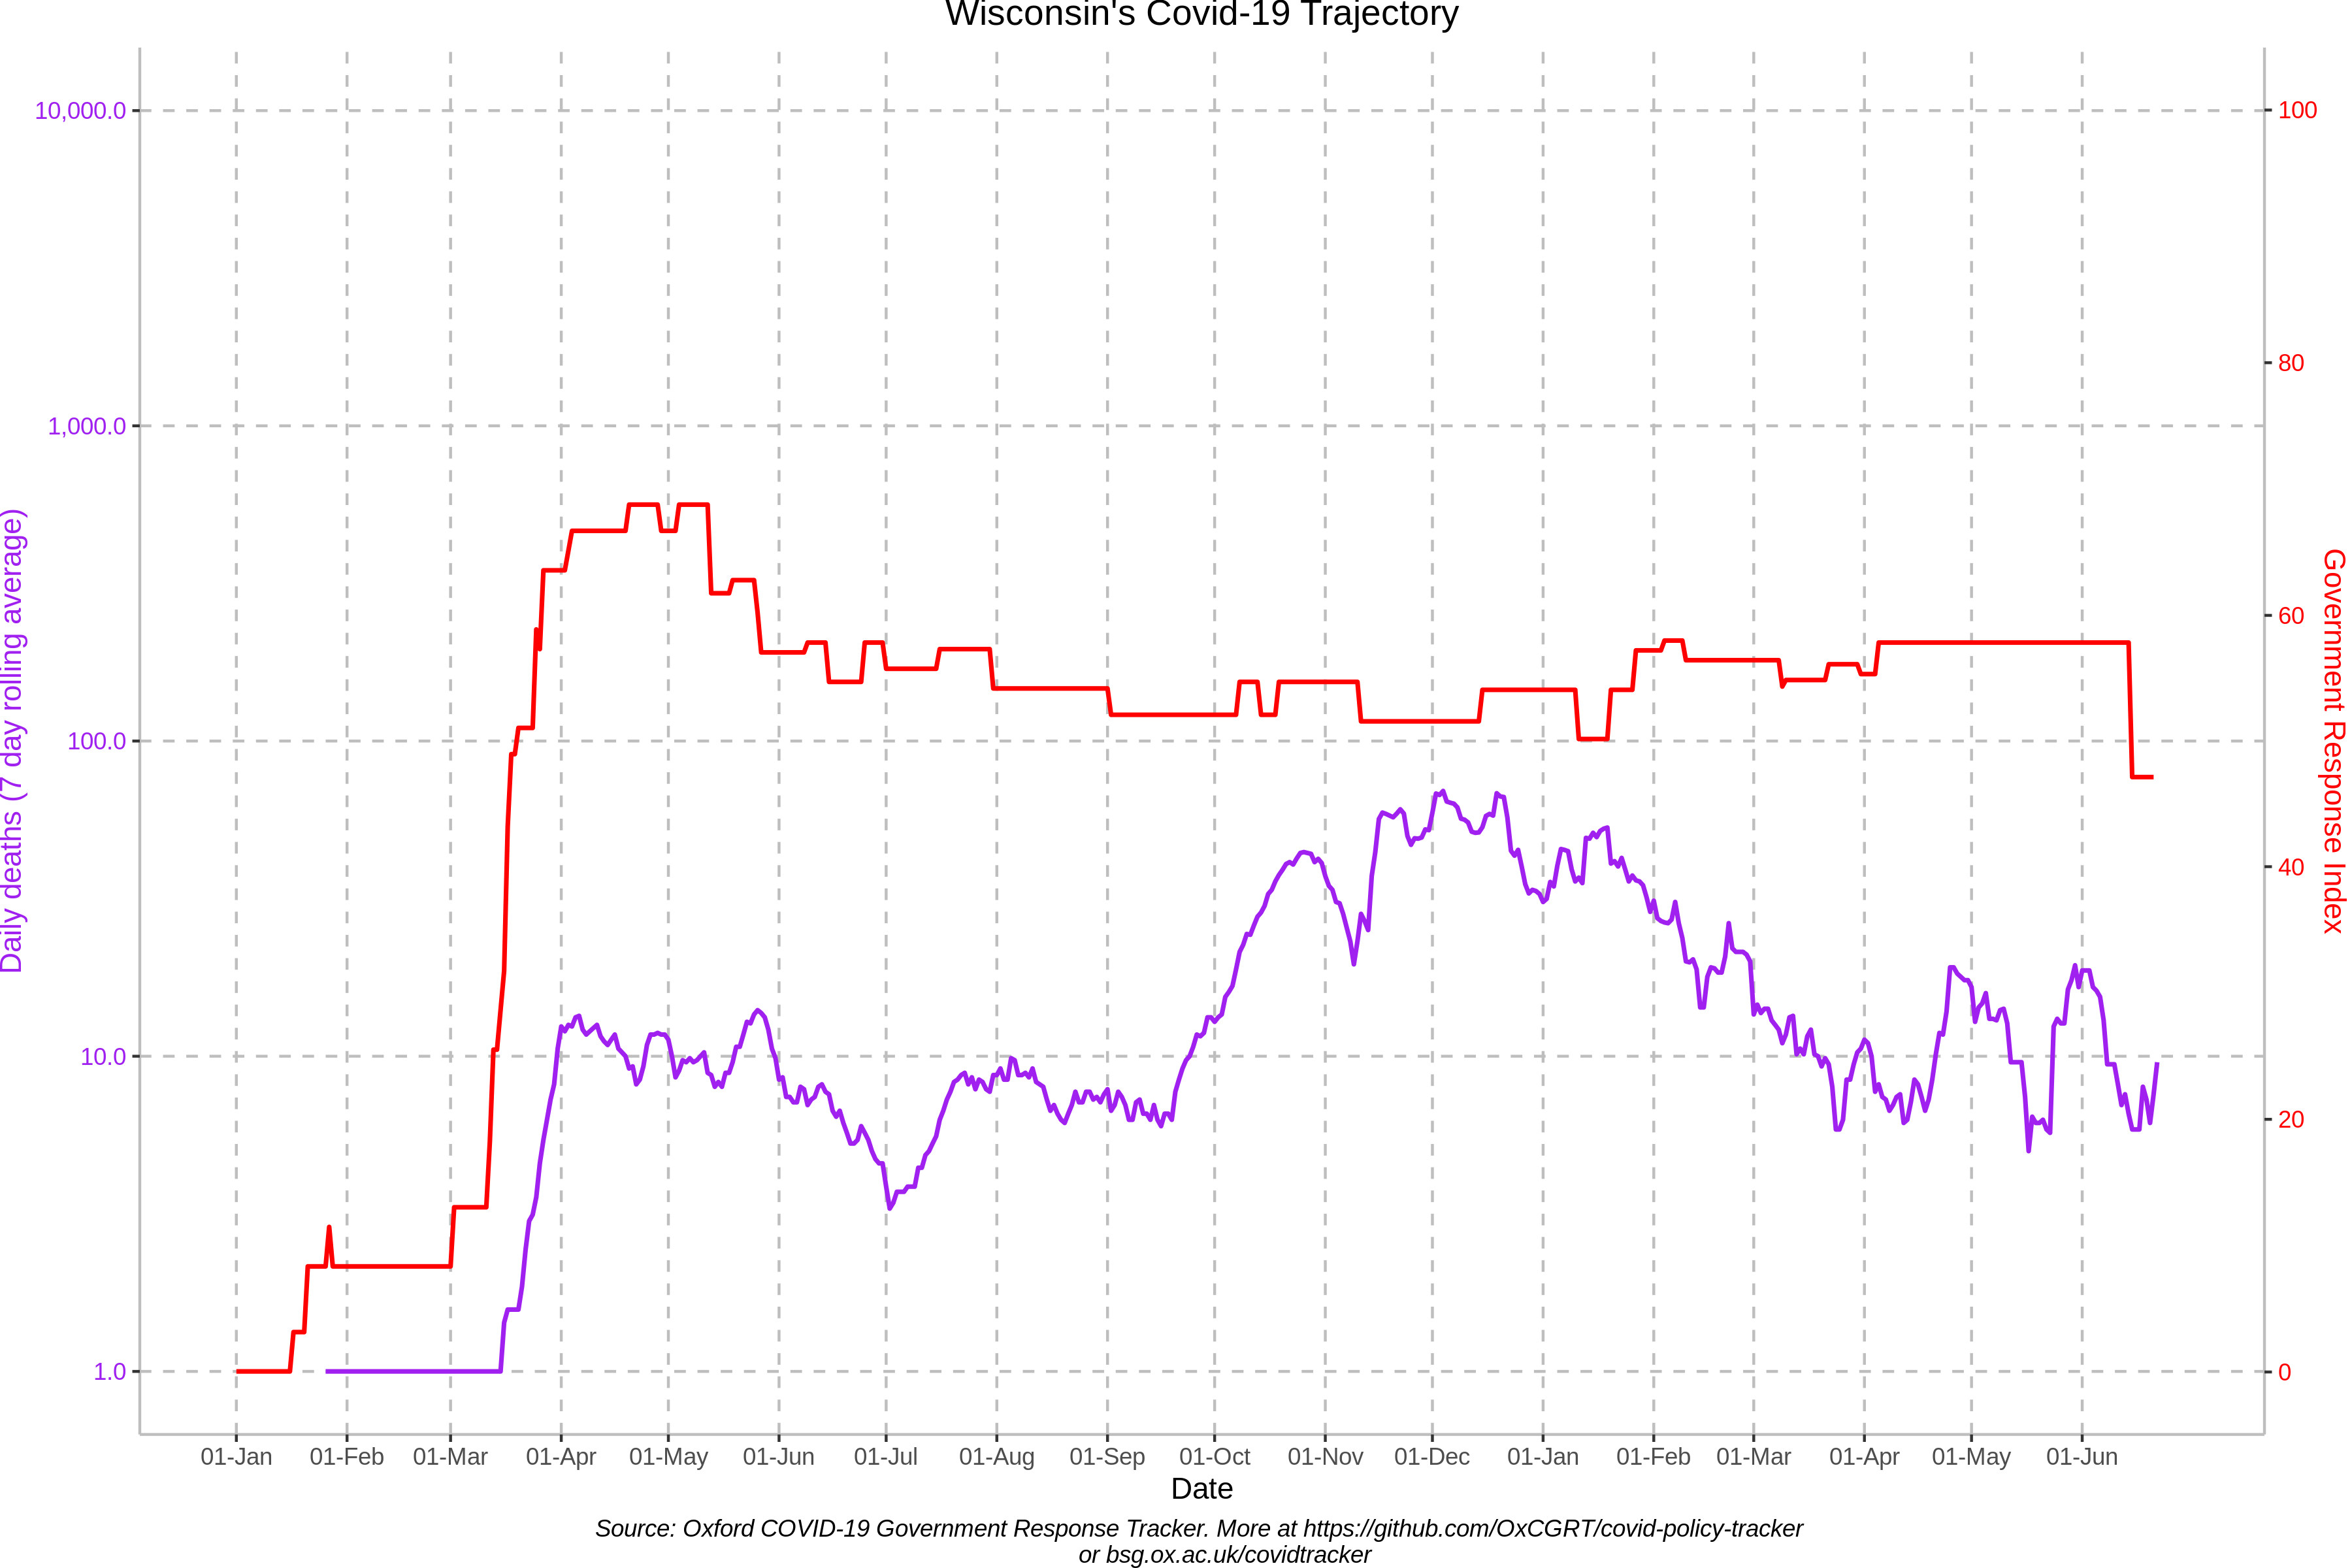 Wisconsin's Covid-19 Trajectory
10,000.0
1,000.0
100.0
10.0
1.0
Daily deaths (7 day rolling average)
100
80
60
40
20
0
Government Response Index
01-Jan 01-Feb 01-Mar 01-Apr 01-May 01-Jun 01-Jul 01-Aug 01-Sep 01-Oct 01-Nov 01-Dec 01-Jan 01-Feb 01-Mar 01-Apr 01-May 01-Jun
Date
Source: Oxford COVID-19 Government Response Tracker. More at https://github.com/OxCGRT/covid-policy-tracker
or bsg.ox.ac.uk/covidtracker